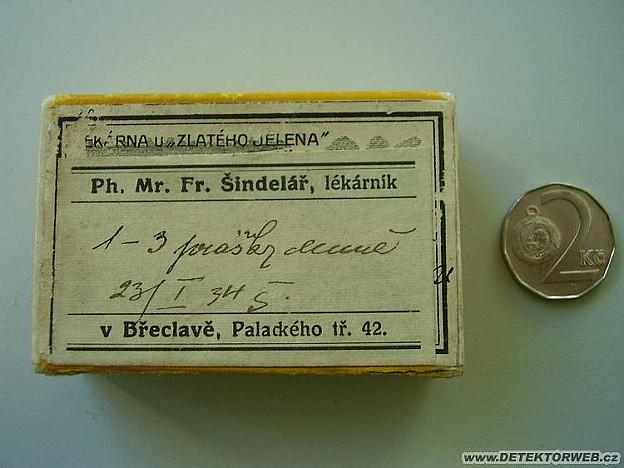 EKÁRNA u „ZLATÉHO JELENA“
Ph. Mr. Fr. Šindelář, lékárník
1 – 3 prášky denně
23/I 34 Š.
v Břeclavě, Palackého tř. 42.
2 Kč
www.DETEKTORWEB.cz